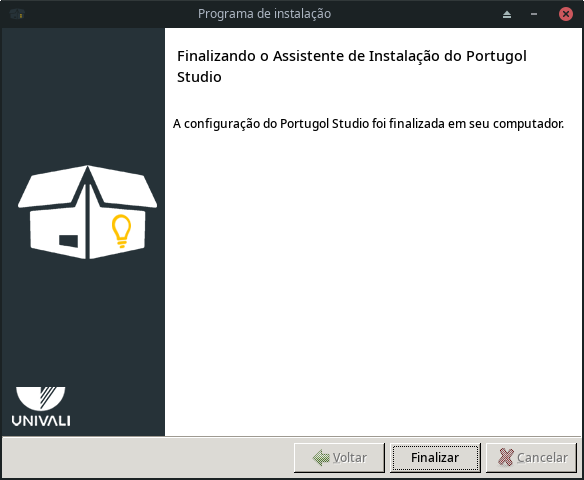 Programa de instalação
Finalizando o Assistente de Instalação do Portugol
Studio
A configuração do Portugol Studio foi finalizada em seu computador.
UNIVALI
Voltar
Finalizar
Cancelar